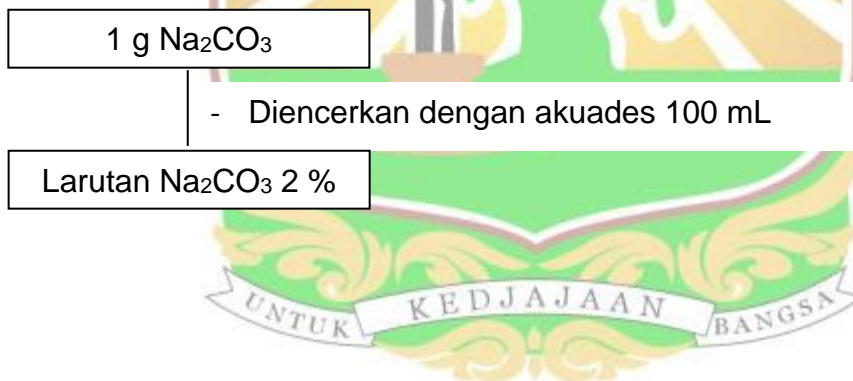 1 g Na₂CO₃
- Diencerkan dengan akuades 100 mL
Larutan Na₂CO₃ 2 %
UNTUK KEDJAJAAN BANGSA